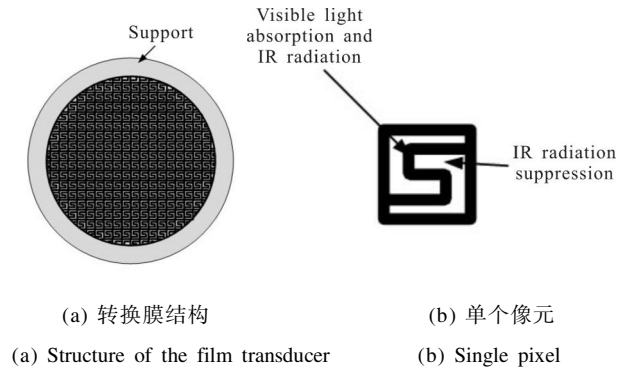 Support
Visible light
absorption and
IR radiation
IR radiation
suppression
(a) 转换膜结构
(b) 单个像元
(a) Structure of the film transducer
(b) Single pixel